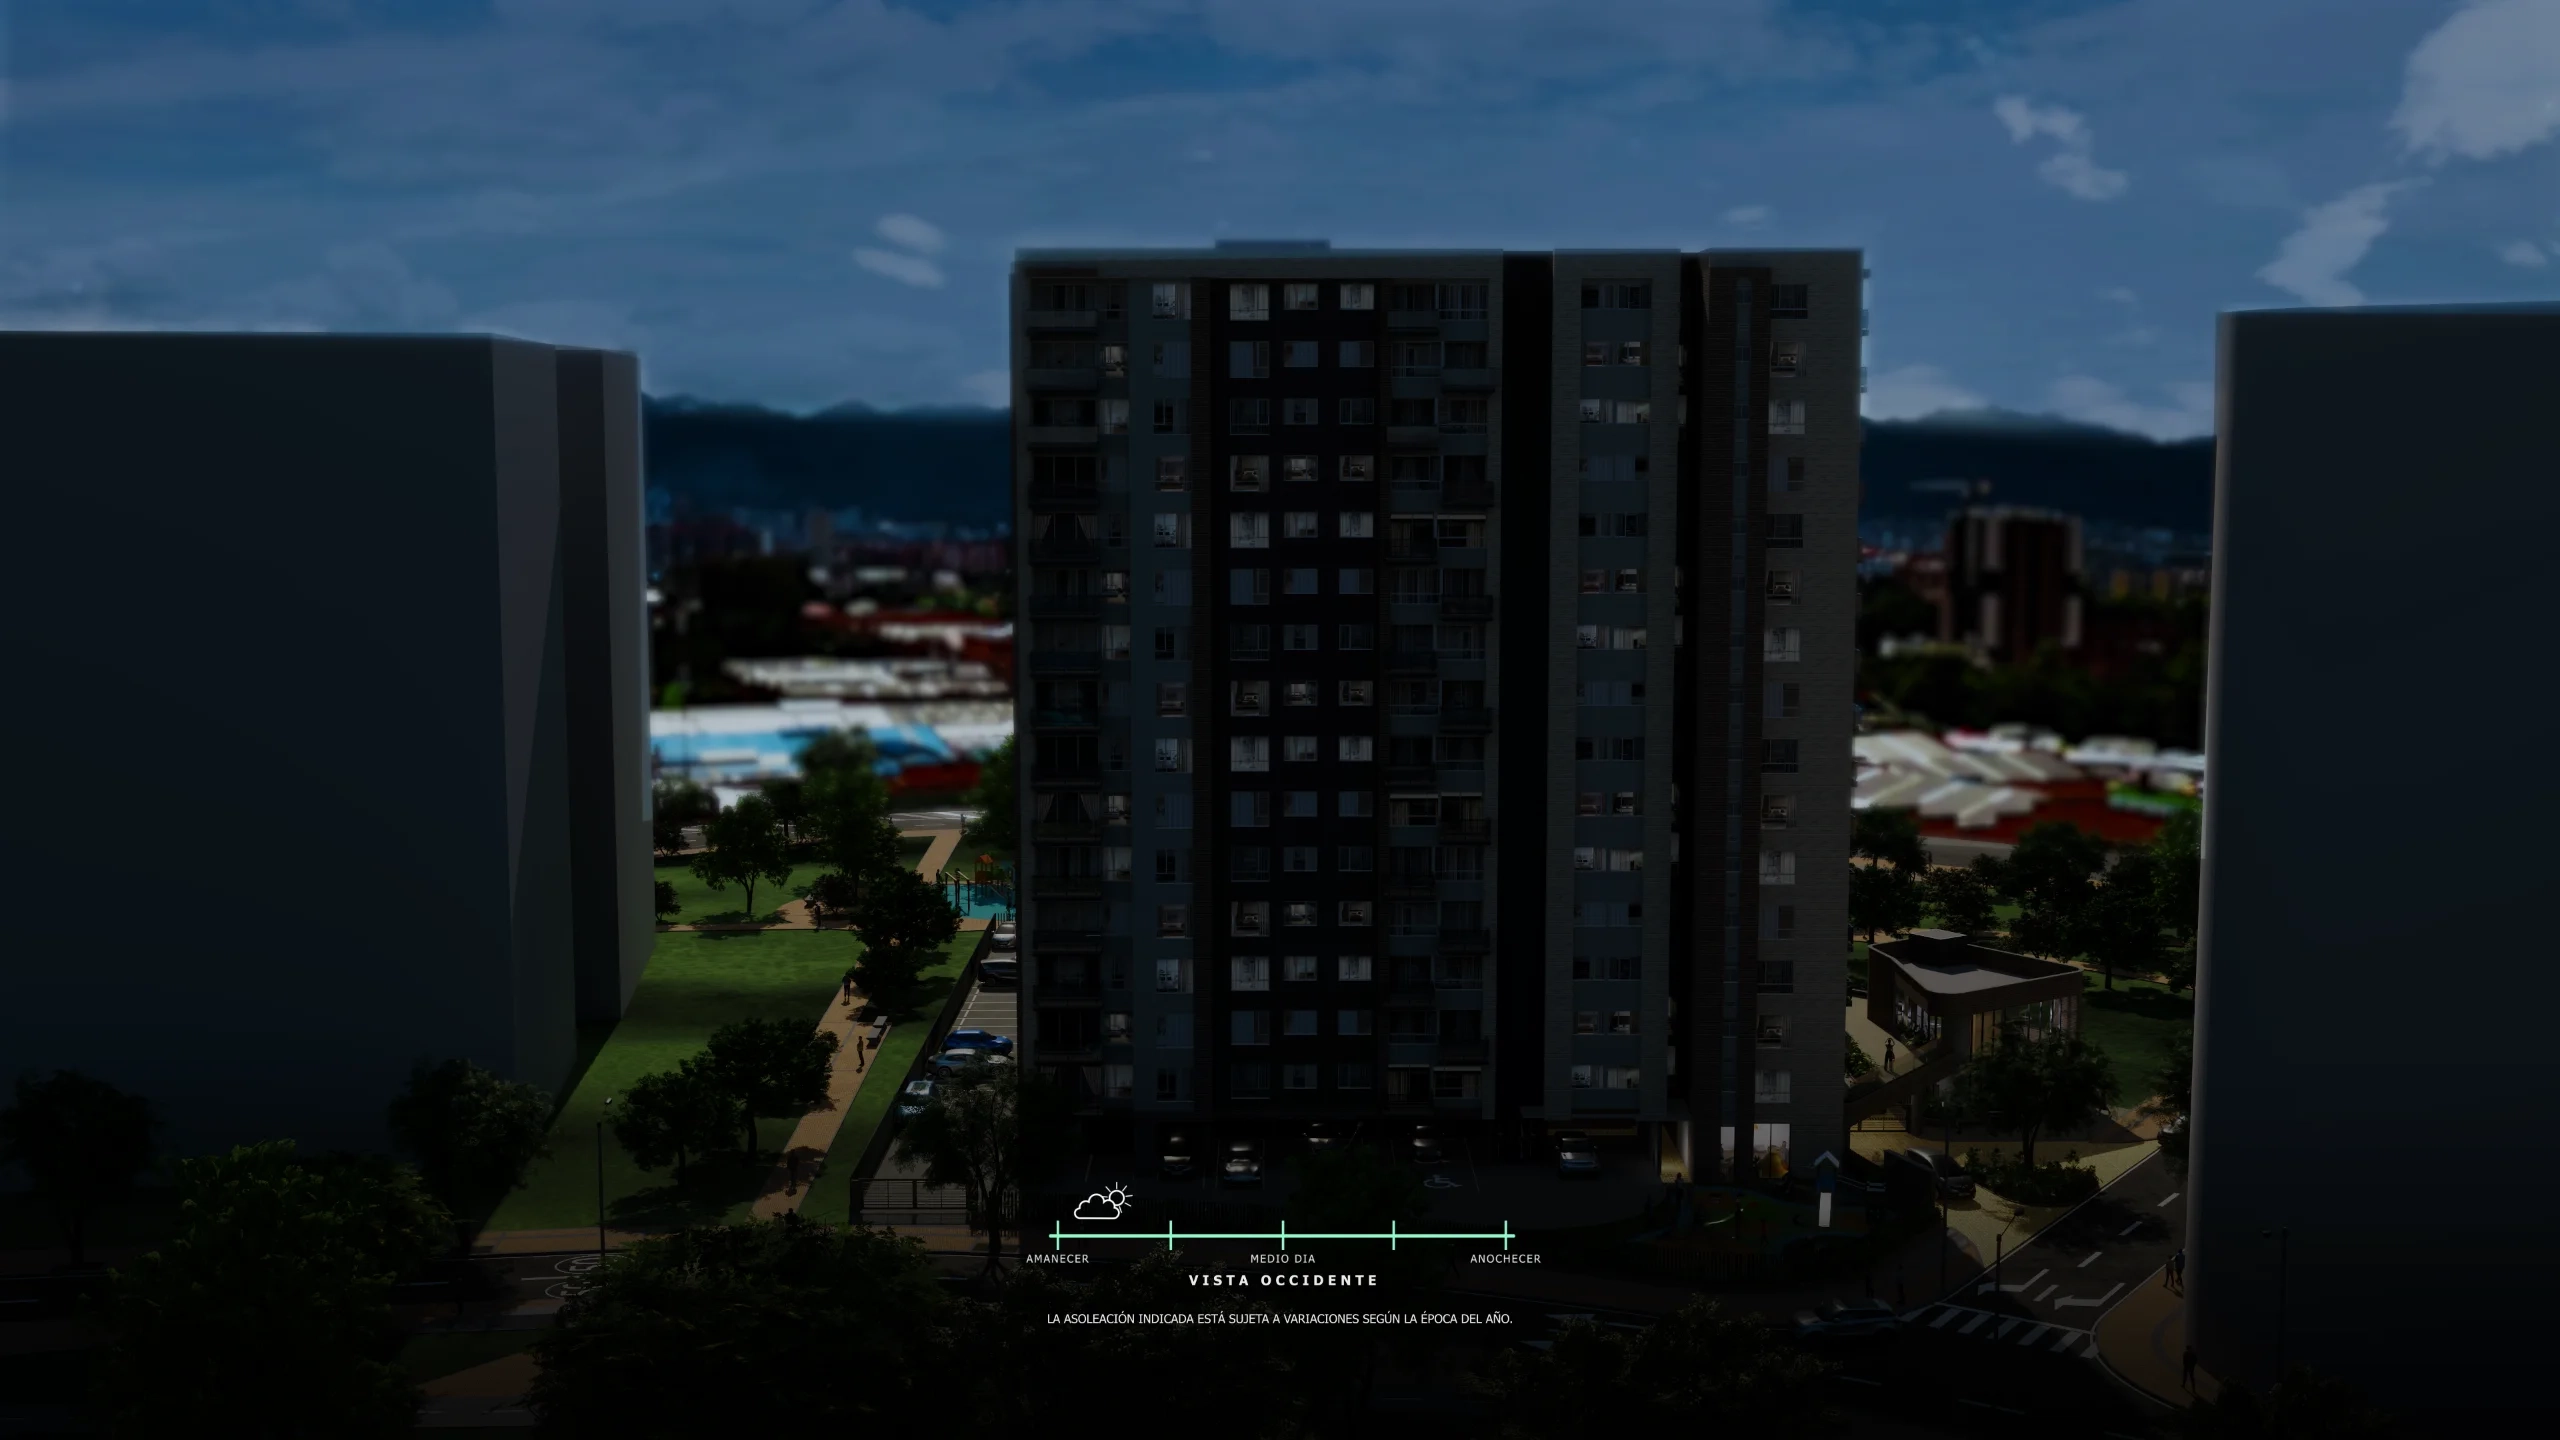 AMANECER MEDIO DIA ANOCHECER
VISTA OCCIDENTE
LA ASOLEACIÓN INDICADA ESTÁ SUJETA A VARIACIONES SEGÚN LA ÉPOCA DEL AÑO.